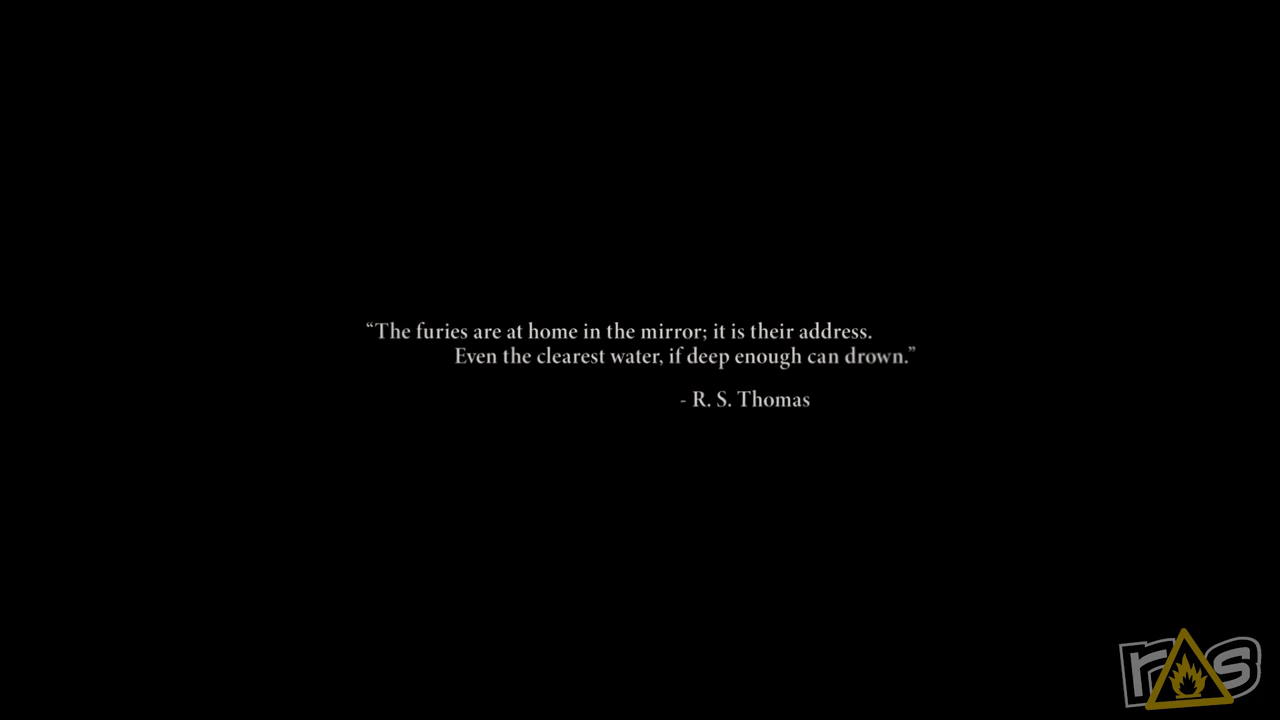 “The furies are at home in the mirror; it is their address.
Even the clearest water, if deep enough can drown.”
- R. S. Thomas
ras